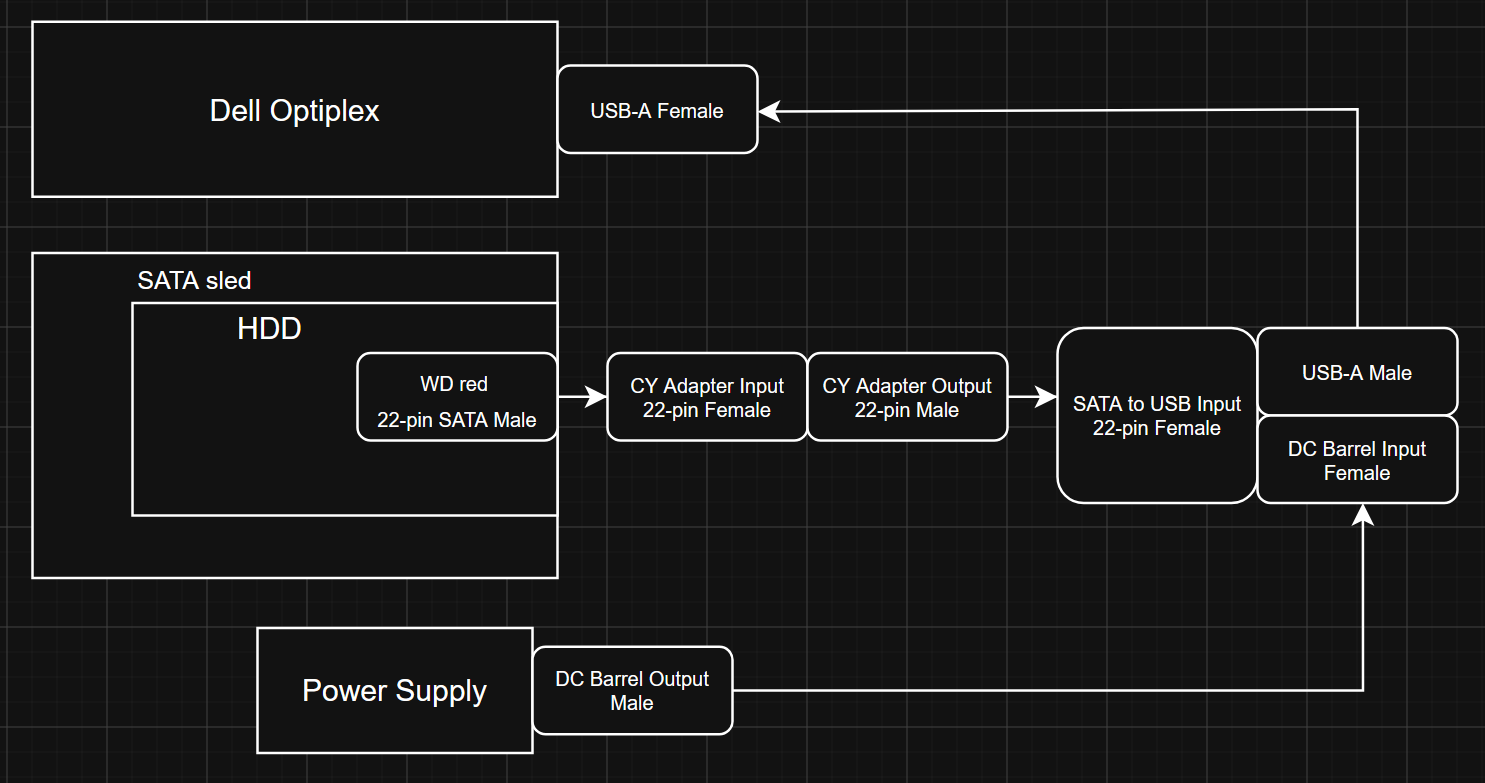 Dell Optiplex
USB-A Female
SATA sled
HDD
WD red
22-pin SATA Male
CY Adapter Input
22-pin Female
CY Adapter Output
22-pin Male
SATA to USB Input
22-pin Female
USB-A Male
DC Barrel Input
Female
Power Supply
DC Barrel Output
Male